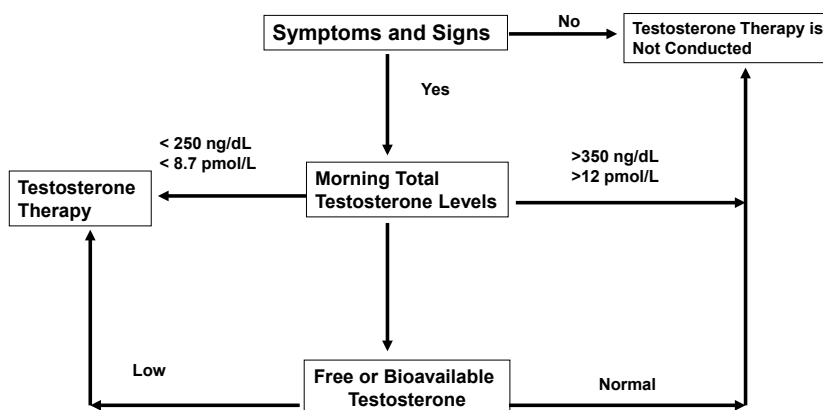 Symptoms and Signs
No
Testosterone Therapy is
Not Conducted
Yes
< 250 ng/dL
< 8.7 pmol/L
>350 ng/dL
>12 pmol/L
Testosterone
Therapy
Morning Total
Testosterone Levels
Low
Free or Bioavailable
Testosterone
Normal